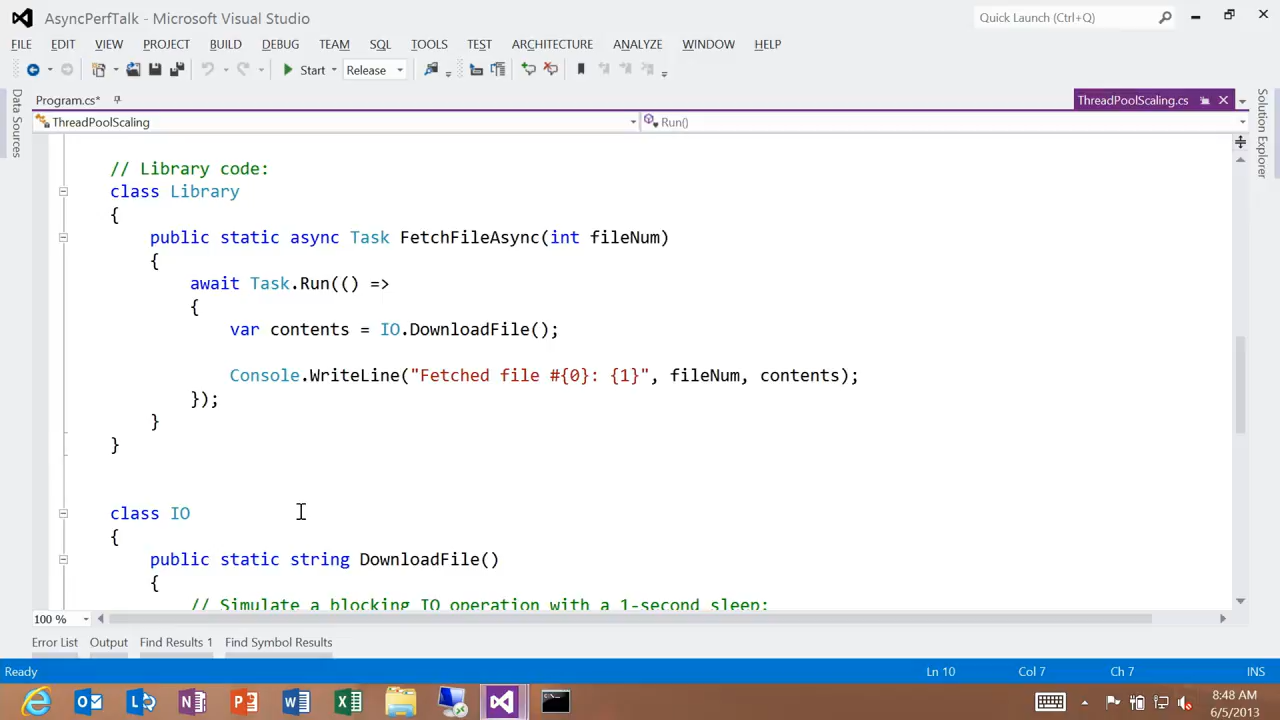 AsyncPerfTalk - Microsoft Visual Studio
Quick Launch (Ctrl+Q)
FILE EDIT VIEW PROJECT BUILD DEBUG TEAM SQL TOOLS TEST ARCHITECTURE ANALYZE WINDOW HELP
Start Release
Data Sources
Program.cs*
ThreadPoolScaling.cs
Solution Explorer
ThreadPoolScaling
Run()
// Library code:
class Library
{
public static async Task FetchFileAsync(int fileNum)
{
await Task.Run(() =>
{
var contents = IO.DownloadFile();
Console.WriteLine("Fetched file #{0}: {1}", fileNum, contents);
});
}
}
class IO
{
public static string DownloadFile()
{
// Simulate a blocking IO operation with a 1-second sleep:
100 %
Error List Output Find Results 1 Find Symbol Results
Ready
Ln 10 Col 7 Ch 7 INS
8:48 AM
6/5/2013